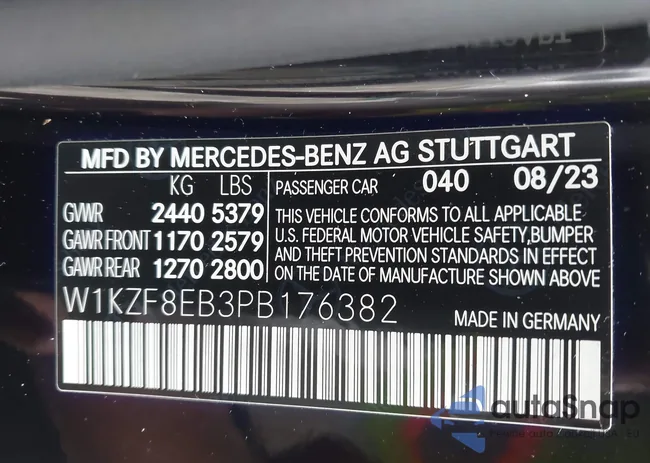 MFD BY MERCEDES-BENZ AG STUTTGART
KG LBS
GVWR 2440 5379
GAWR FRONT 1170 2579
GAWR REAR 1270 2800
PASSENGER CAR 040 08/23
THIS VEHICLE CONFORMS TO ALL APPLICABLE
U.S. FEDERAL MOTOR VEHICLE SAFETY, BUMPER
AND THEFT PREVENTION STANDARDS IN EFFECT
ON THE DATE OF MANUFACTURE SHOWN ABOVE
W1KZF8EB3PB176382
MADE IN GERMANY
autoSnap